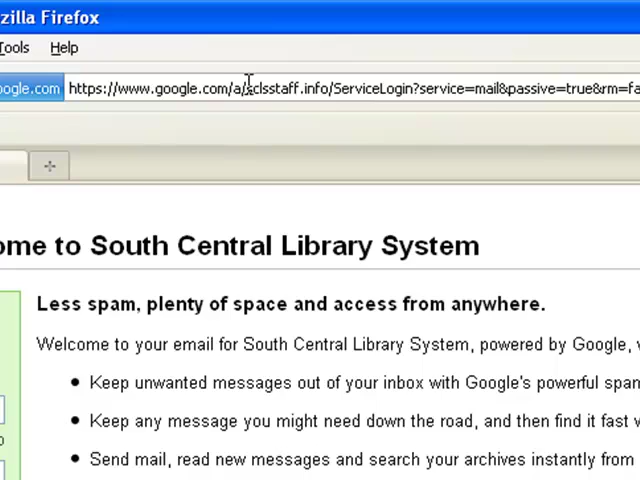 zilla Firefox
Tools Help
oogle.com https://www.google.com/a/sclsstaff.info/ServiceLogin?service=mail&passive=true&rm=fa
ome to South Central Library System
Less spam, plenty of space and access from anywhere.
Welcome to your email for South Central Library System, powered by Google, w
• Keep unwanted messages out of your inbox with Google's powerful spam
• Keep any message you might need down the road, and then find it fast w
• Send mail, read new messages and search your archives instantly from